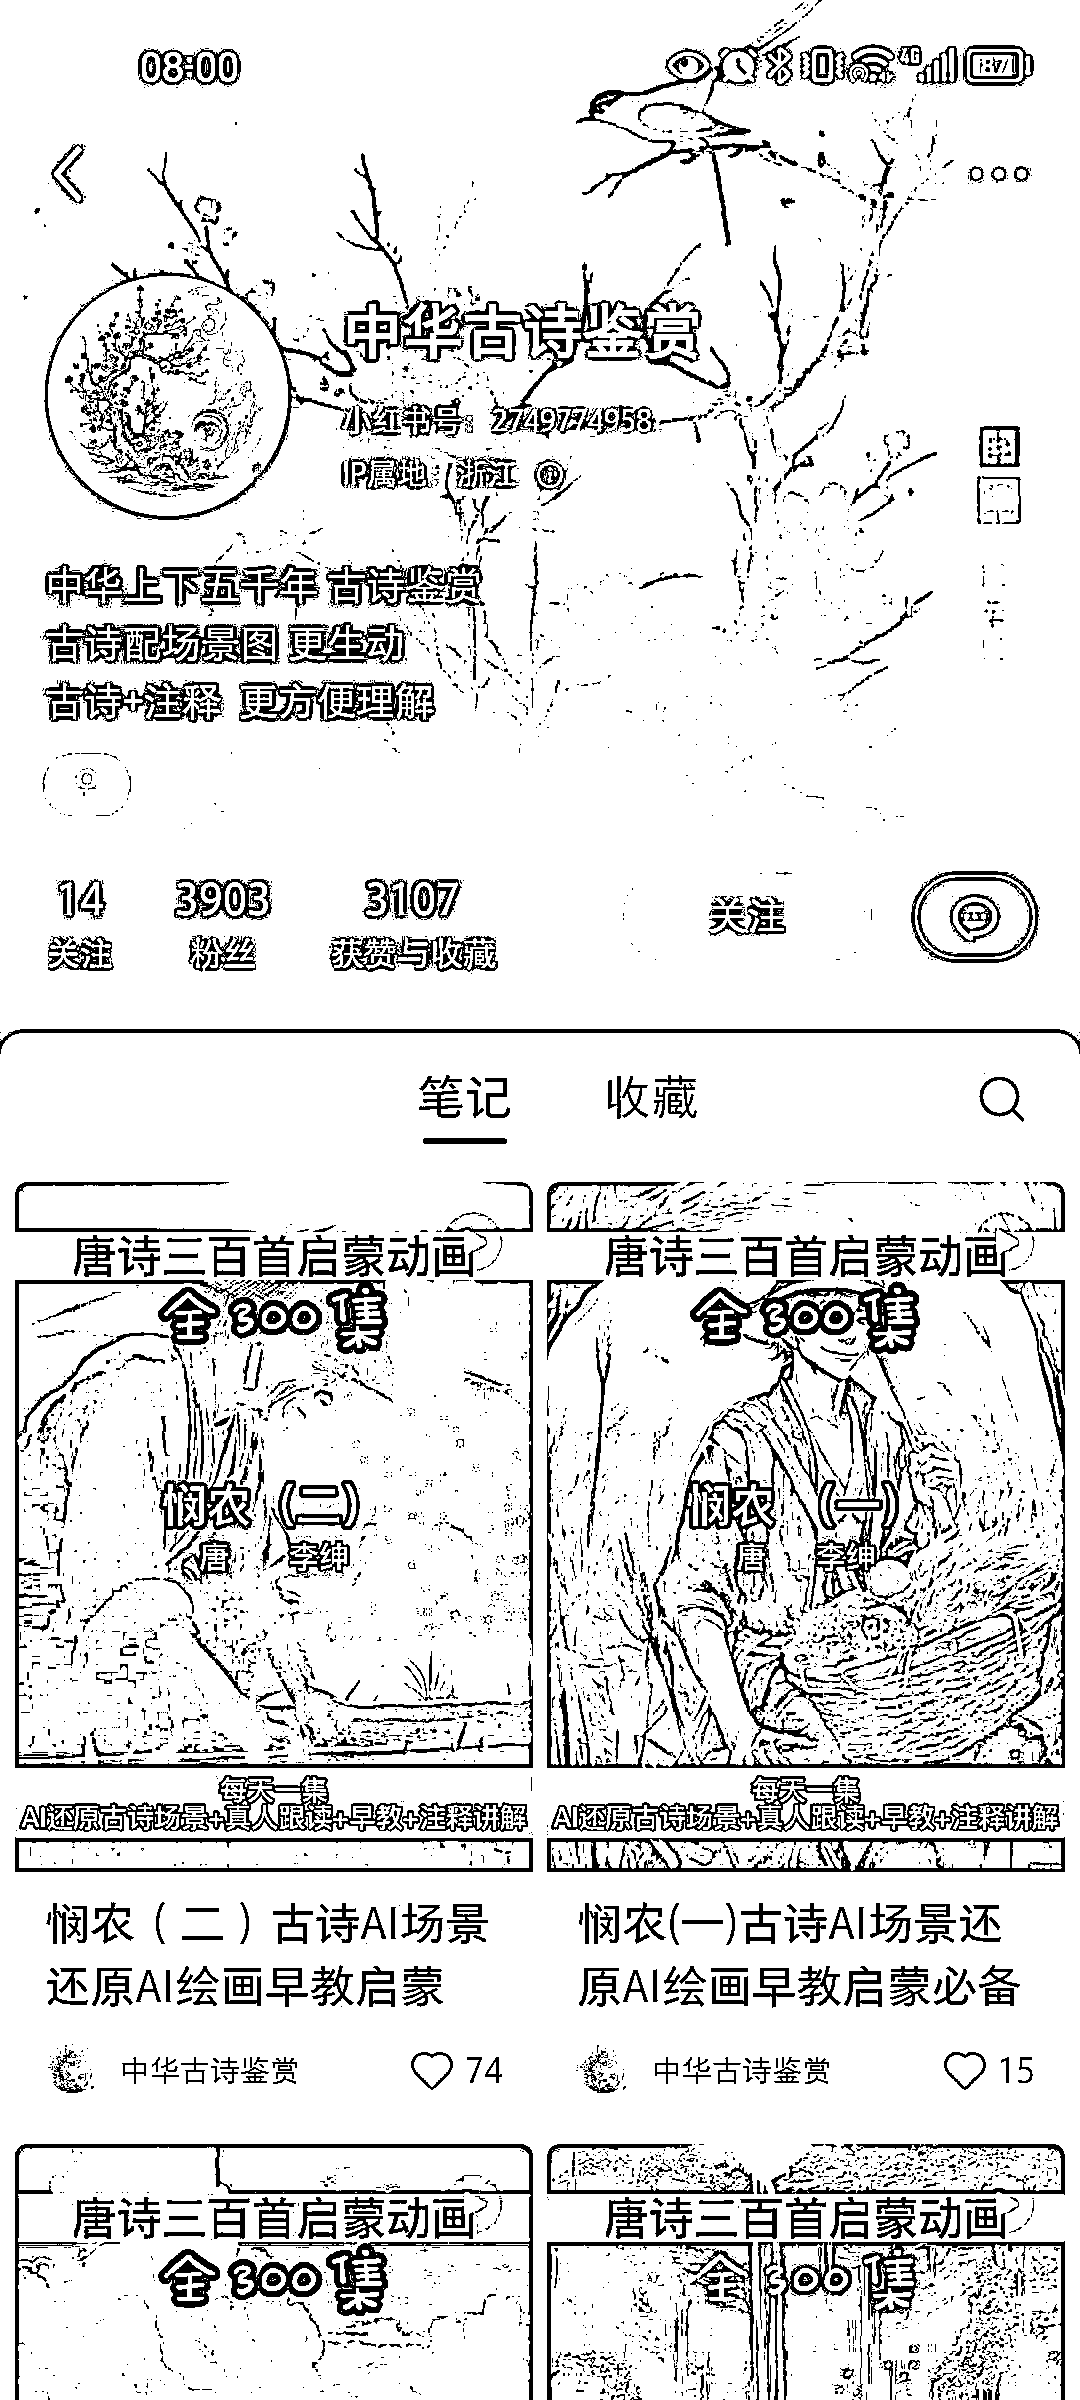 08:00
中华古诗鉴赏
小红书号：2749774958
IP属地：浙江
中华上下五千年 古诗鉴赏
古诗配场景图 更生动
古诗+注释 更方便理解
14 3903 3107
关注 粉丝 获赞与收藏 关注
笔记 收藏
唐诗三百首启蒙动画
全300集
悯农（二）
唐 李绅
每天一集
AI还原古诗场景+真人跟读+早教+注释讲解
悯农（二）古诗AI场景
还原AI绘画早教启蒙
中华古诗鉴赏 74
唐诗三百首启蒙动画
全300集
悯农（一）
唐 李绅
每天一集
AI还原古诗场景+真人跟读+早教+注释讲解
悯农(一)古诗AI场景还
原AI绘画早教启蒙必备
中华古诗鉴赏 15
唐诗三百首启蒙动画
全300集
唐诗三百首启蒙动画
全300集